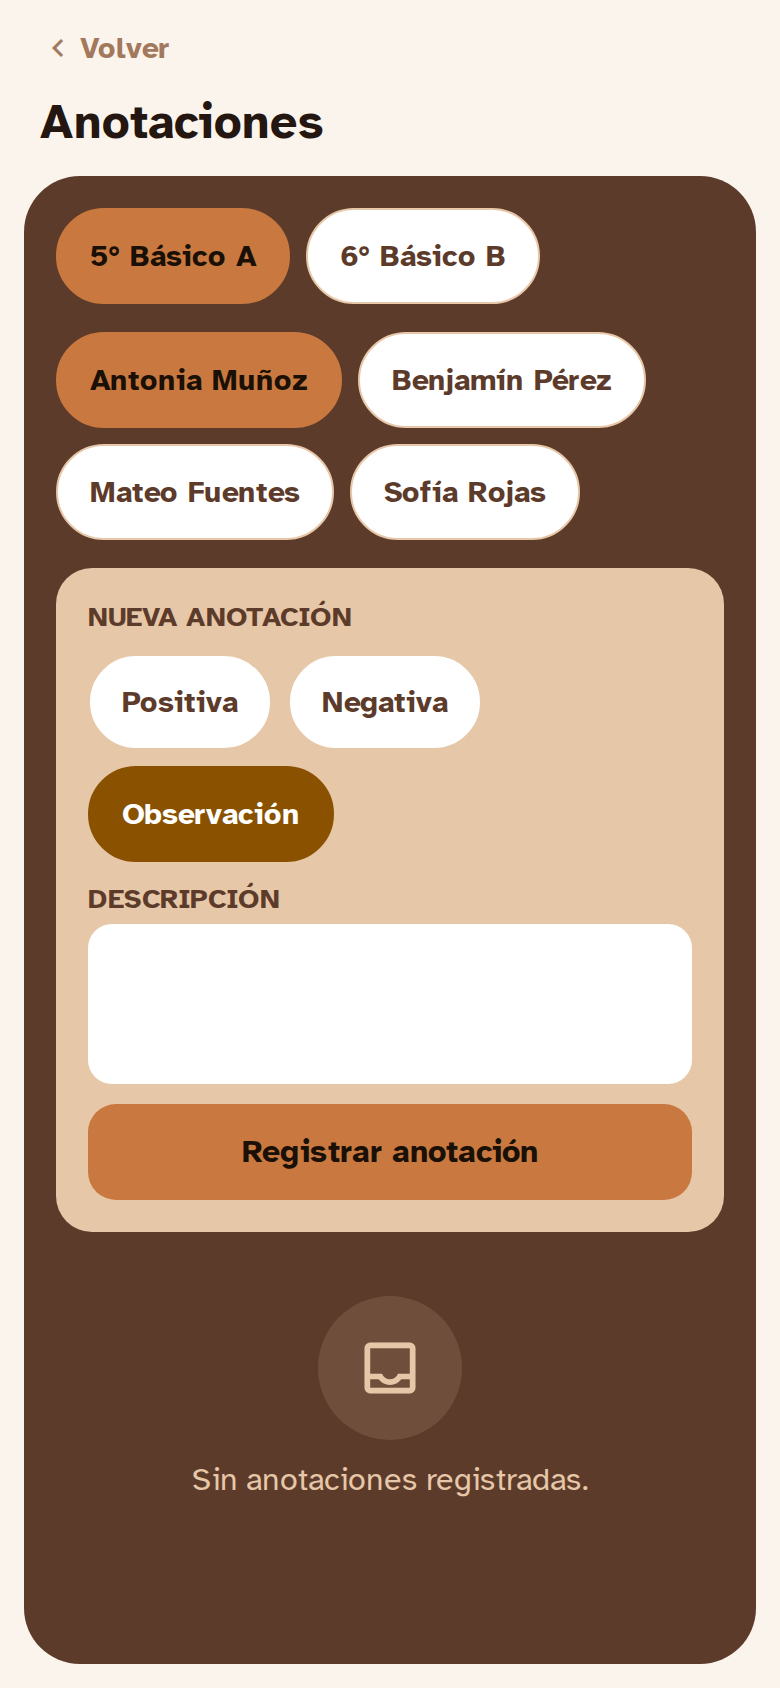 Volver
Anotaciones
5° Básico A
6° Básico B
Antonia Muñoz
Benjamín Pérez
Mateo Fuentes
Sofía Rojas
NUEVA ANOTACIÓN
Positiva
Negativa
Observación
DESCRIPCIÓN
Registrar anotación
Sin anotaciones registradas.